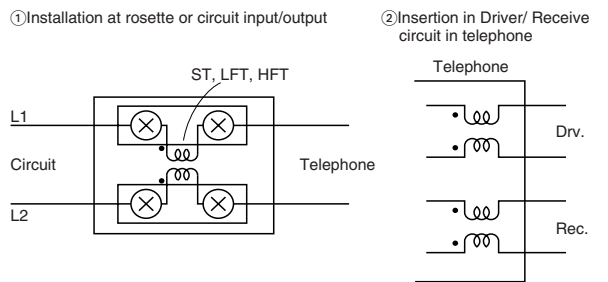 ①Installation at rosette or circuit input/output
ST, LFT, HFT
L1
Circuit
Telephone
L2
②Insertion in Driver/ Receive
circuit in telephone
Telephone
Drv.
Rec.